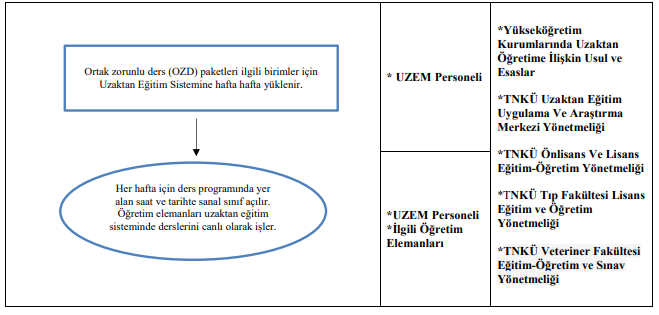 Ortak zorunlu ders (OZD) paketleri ilgili birimler için
Uzaktan Eğitim Sistemine hafta hafta yüklenir.
* UZEM Personeli
Her hafta için ders programında yer
alan saat ve tarihte sanal sınıf açılır.
Öğretim elemanları uzaktan eğitim
sisteminde derslerini canlı olarak işler.
*UZEM Personeli
*İlgili Öğretim
Elemanları
*Yükseköğretim
Kurumlarında Uzaktan
Öğretime İlişkin Usul ve
Esaslar
*TNKÜ Uzaktan Eğitim
Uygulama Ve Araştırma
Merkezi Yönetmeliği
*TNKÜ Önlisans Ve Lisans
Eğitim-Öğretim Yönetmeliği
*TNKÜ Tıp Fakültesi Lisans
Eğitim ve Öğretim
Yönetmeliği
*TNKÜ Veteriner Fakültesi
Eğitim-Öğretim ve Sınav
Yönetmeliği